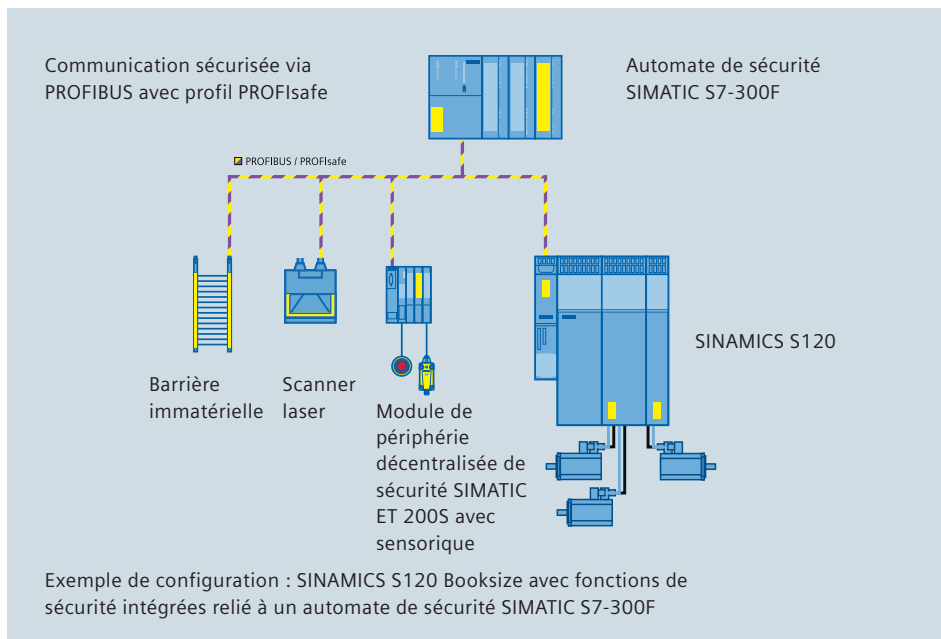 Communication sécurisée via
PROFIBUS avec profil PROFIsafe
Automate de sécurité
SIMATIC S7-300F
PROFIBUS / PROFIsafe
SINAMICS S120
Barrière
immatérielle
Scanner
laser
Module de
périphérie
décentralisée de
sécurité SIMATIC
ET 200S avec
sensorique
Exemple de configuration : SINAMICS S120 Booksize avec fonctions de
sécurité intégrées relié à un automate de sécurité SIMATIC S7-300F